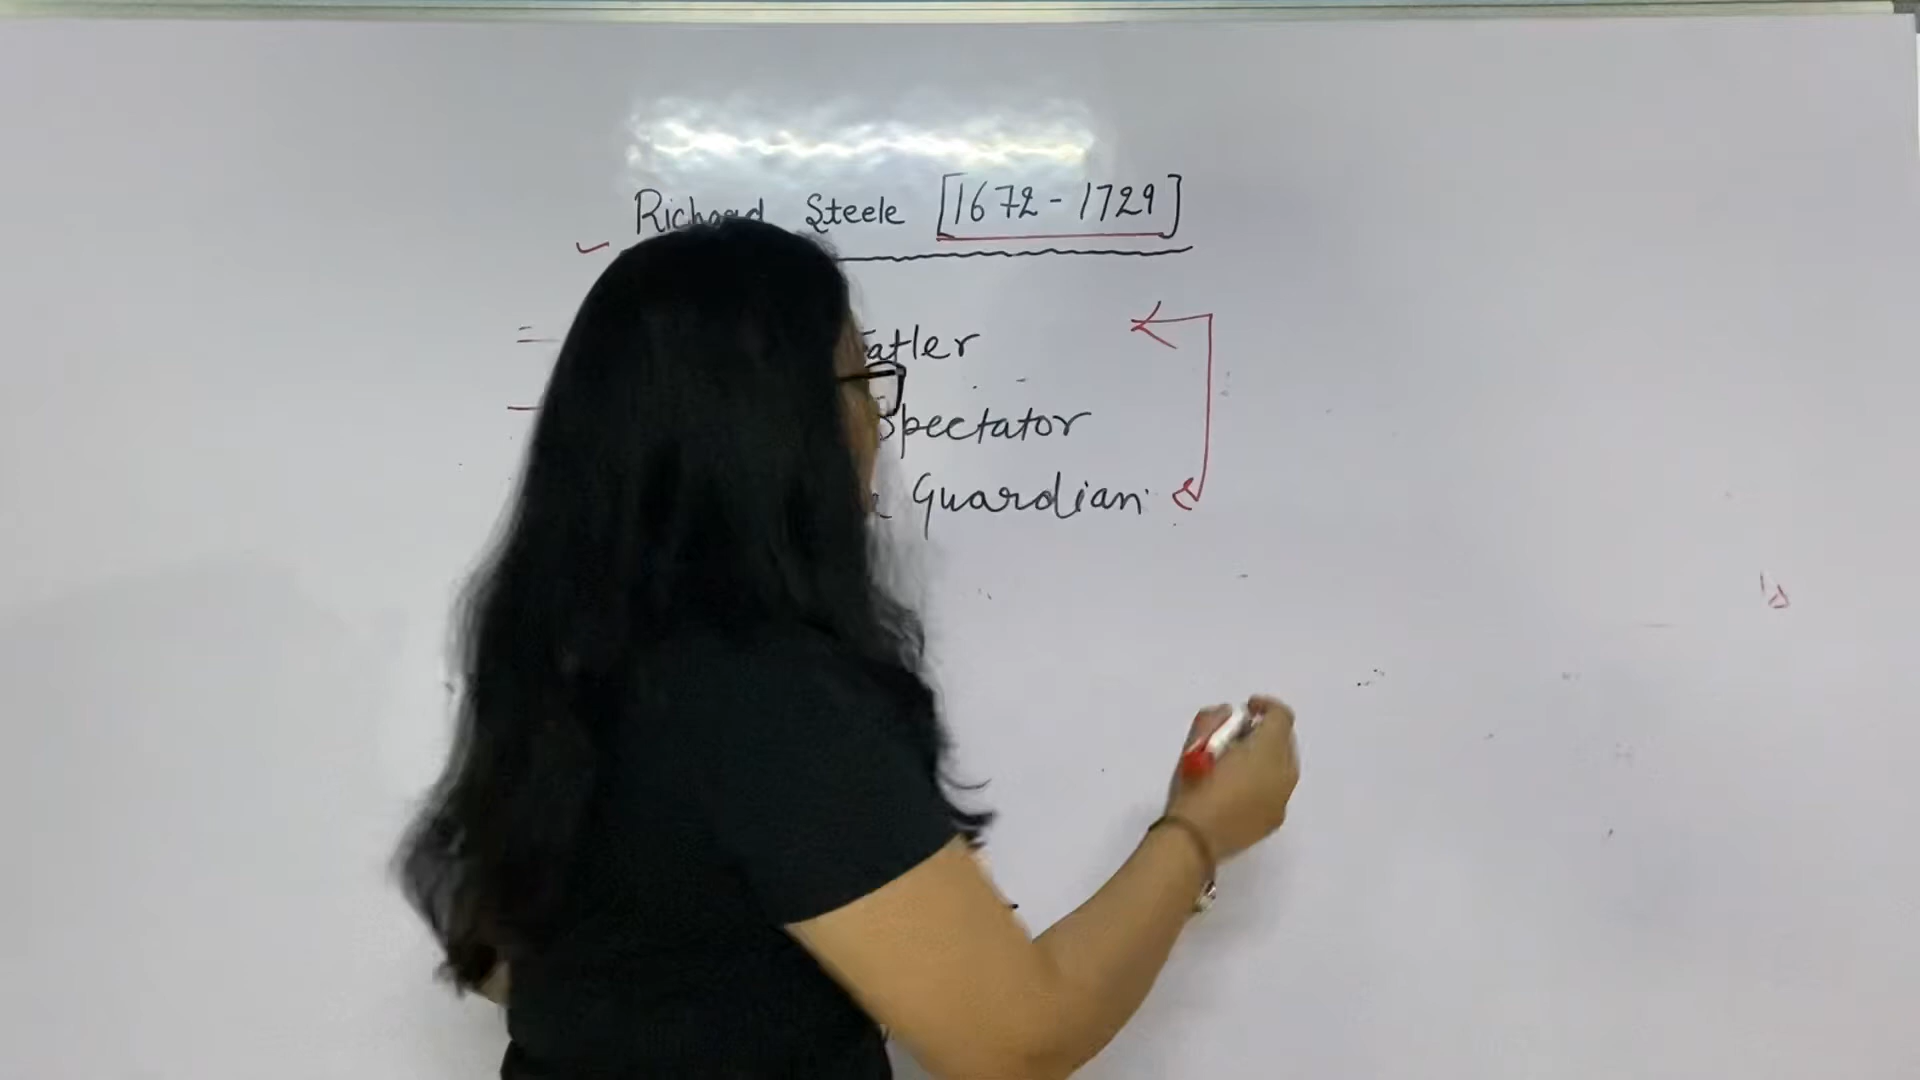 Richard Steele [1672-1729]
Tatler
Spectator
Guardian